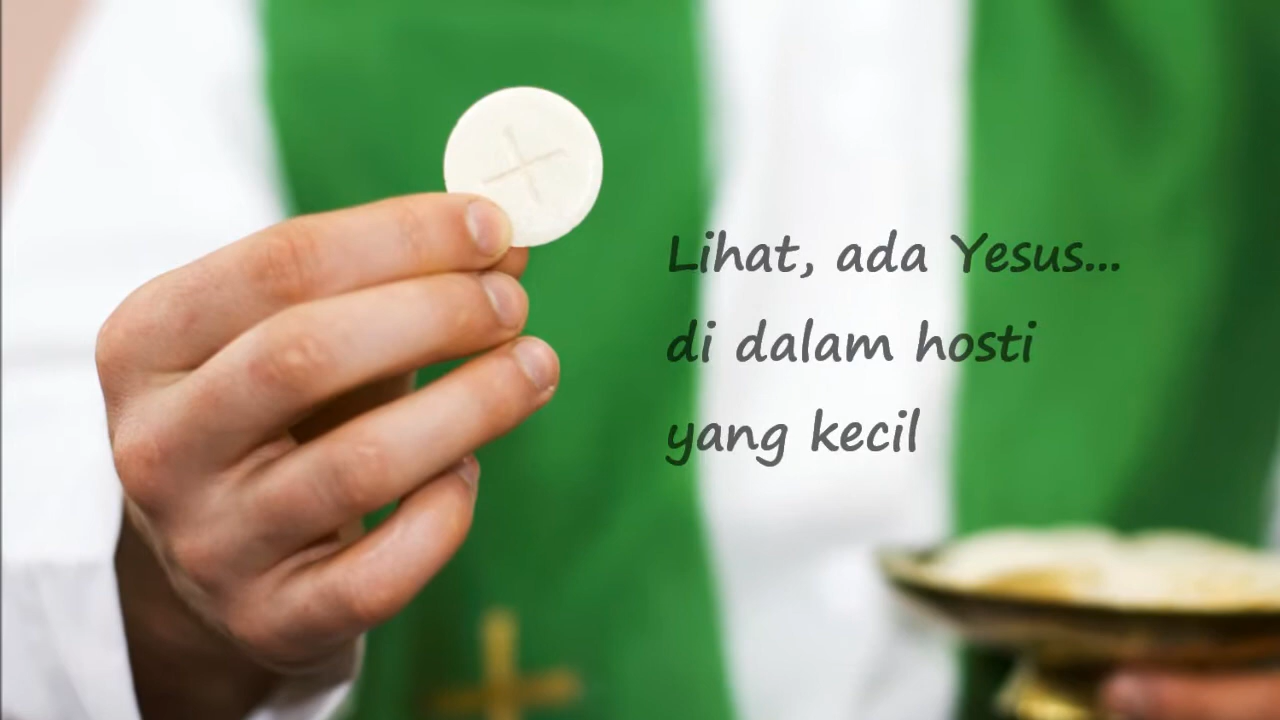 Lihat, ada Yesus...
di dalam hosti
yang kecil